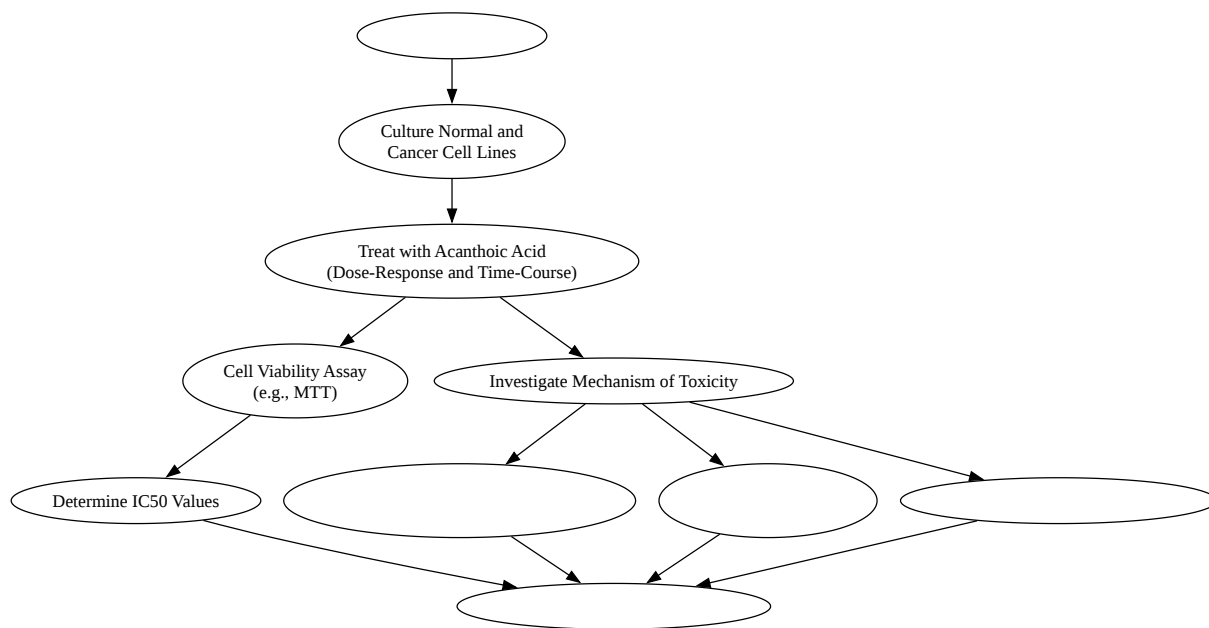 Culture Normal and
Cancer Cell Lines
Treat with Acanthoic Acid
(Dose-Response and Time-Course)
Cell Viability Assay
(e.g., MTT)
Investigate Mechanism of Toxicity
Determine IC50 Values